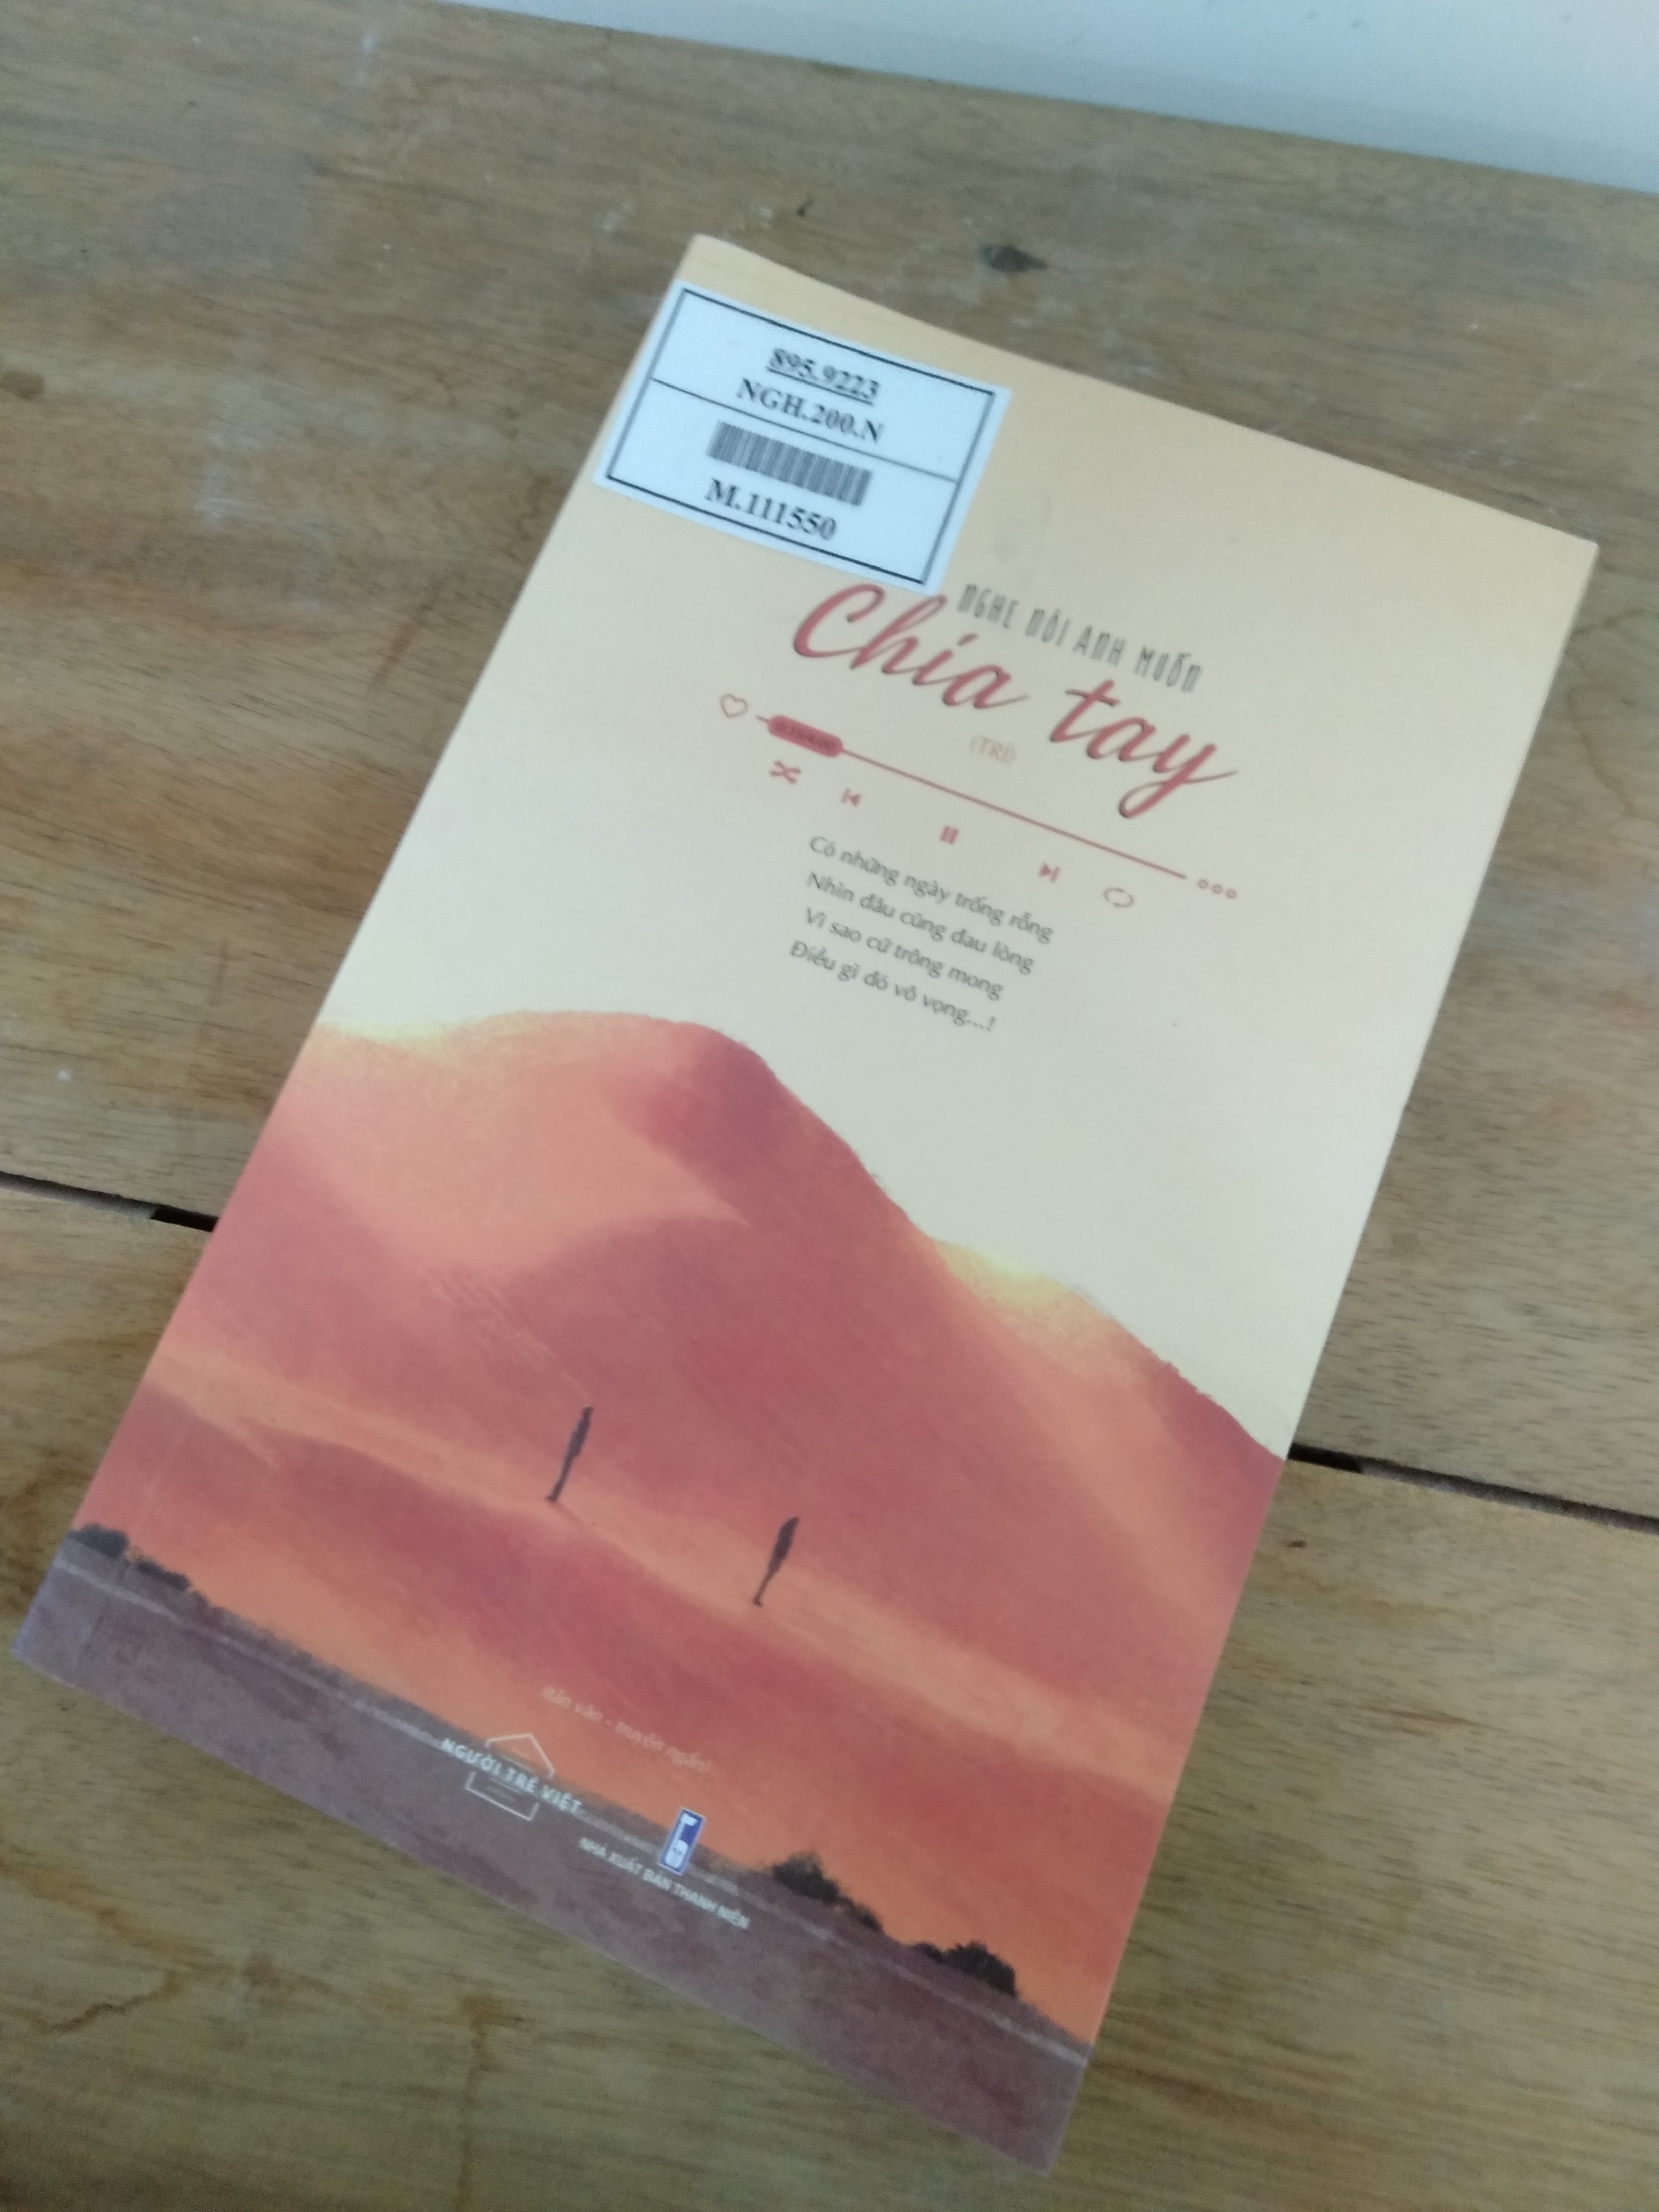 895.9223
NGH.200.N
M.111550
NGHE NÓI ANH MUỐN
Chia tay
(TRÍ)
Có những ngày trống rỗng
Nhìn đâu cũng đau lòng
Vì sao cứ trông mong
Điều gì đó vô vọng...!
(tản văn - truyện ngắn)
NGƯỜI TRẺ VIỆT
NHÀ XUẤT BẢN THANH NIÊN